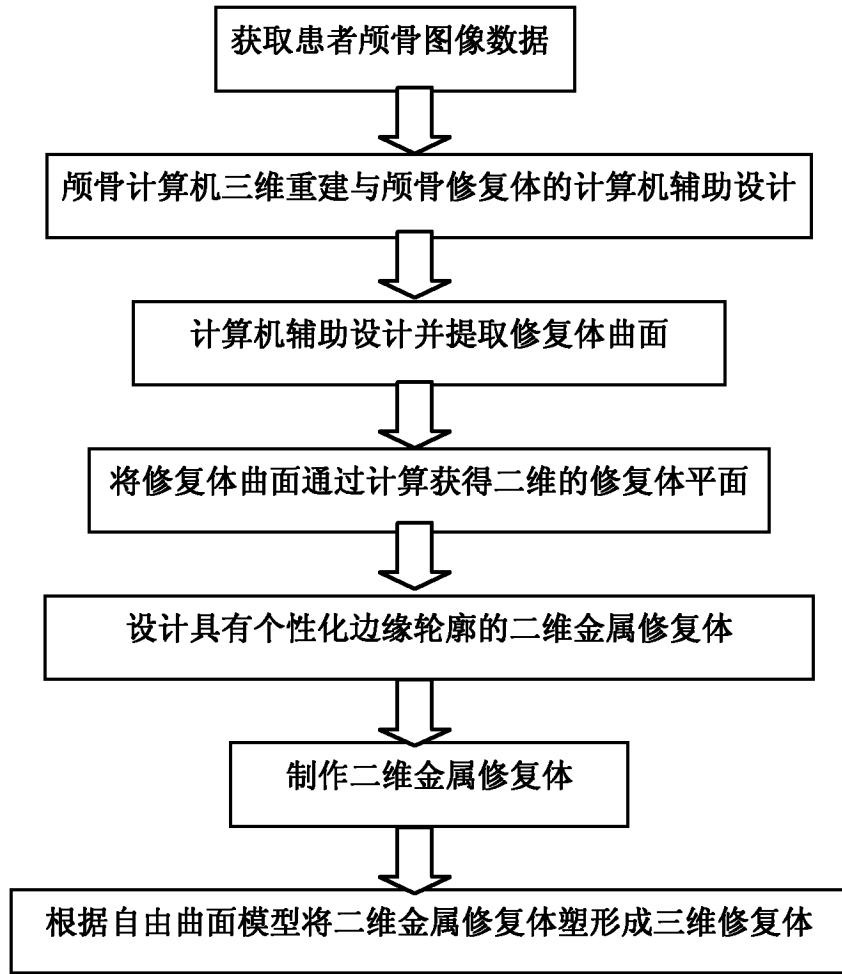 获取患者颅骨图像数据
颅骨计算机三维重建与颅骨修复体的计算机辅助设计
计算机辅助设计并提取修复体曲面
将修复体曲面通过计算获得二维的修复体平面
设计具有个性化边缘轮廓的二维金属修复体
制作二维金属修复体
根据自由曲面模型将二维金属修复体塑形成三维修复体